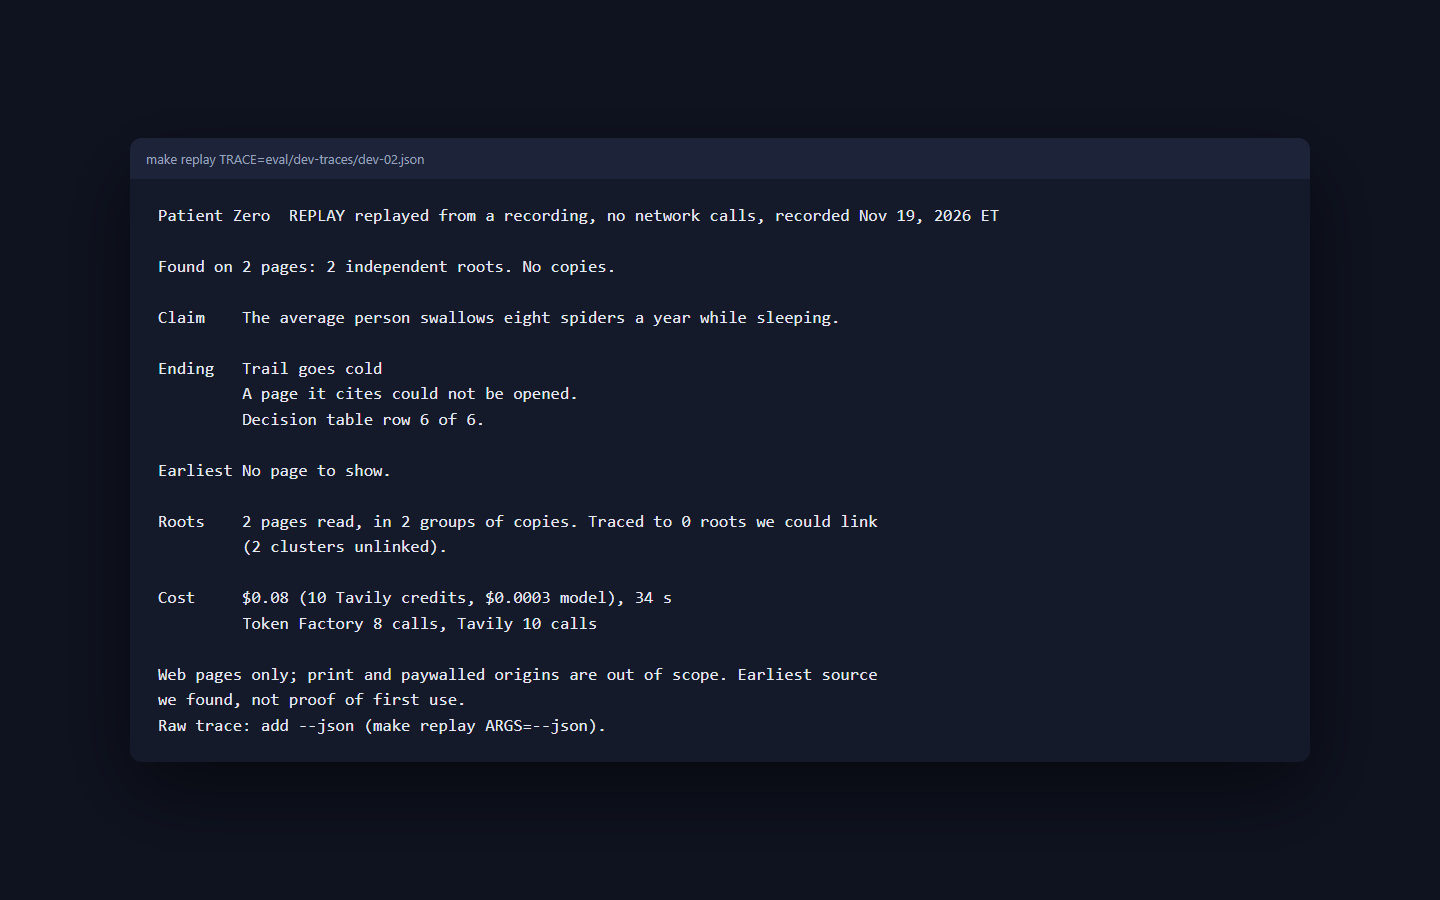 make replay TRACE=eval/dev-traces/dev-02.json
Patient Zero  REPLAY replayed from a recording, no network calls, recorded Nov 19, 2026 ET
Found on 2 pages: 2 independent roots. No copies.
Claim    The average person swallows eight spiders a year while sleeping.
Ending   Trail goes cold
A page it cites could not be opened.
Decision table row 6 of 6.
Earliest No page to show.
Roots    2 pages read, in 2 groups of copies. Traced to 0 roots we could link
(2 clusters unlinked).
Cost     $0.08 (10 Tavily credits, $0.0003 model), 34 s
Token Factory 8 calls, Tavily 10 calls
Web pages only; print and paywalled origins are out of scope. Earliest source
we found, not proof of first use.
Raw trace: add --json (make replay ARGS=--json).